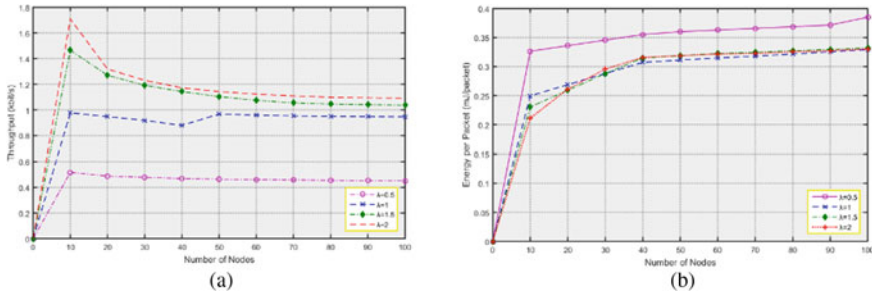 1.8
1.6
1.4
1.2
1
0.8
0.6
0.4
0.2
0
Throughput (kbit/s)
0 10 20 30 40 50 60 70 80 90 100
Number of Nodes
λ=0.5
λ=1
λ=1.5
λ=2
(a)
0.4
0.35
0.3
0.25
0.2
0.15
0.1
0.05
0
Energy per Packet (mJ/packet)
0 10 20 30 40 50 60 70 80 90 100
Number of Nodes
λ=0.5
λ=1
λ=1.5
λ=2
(b)